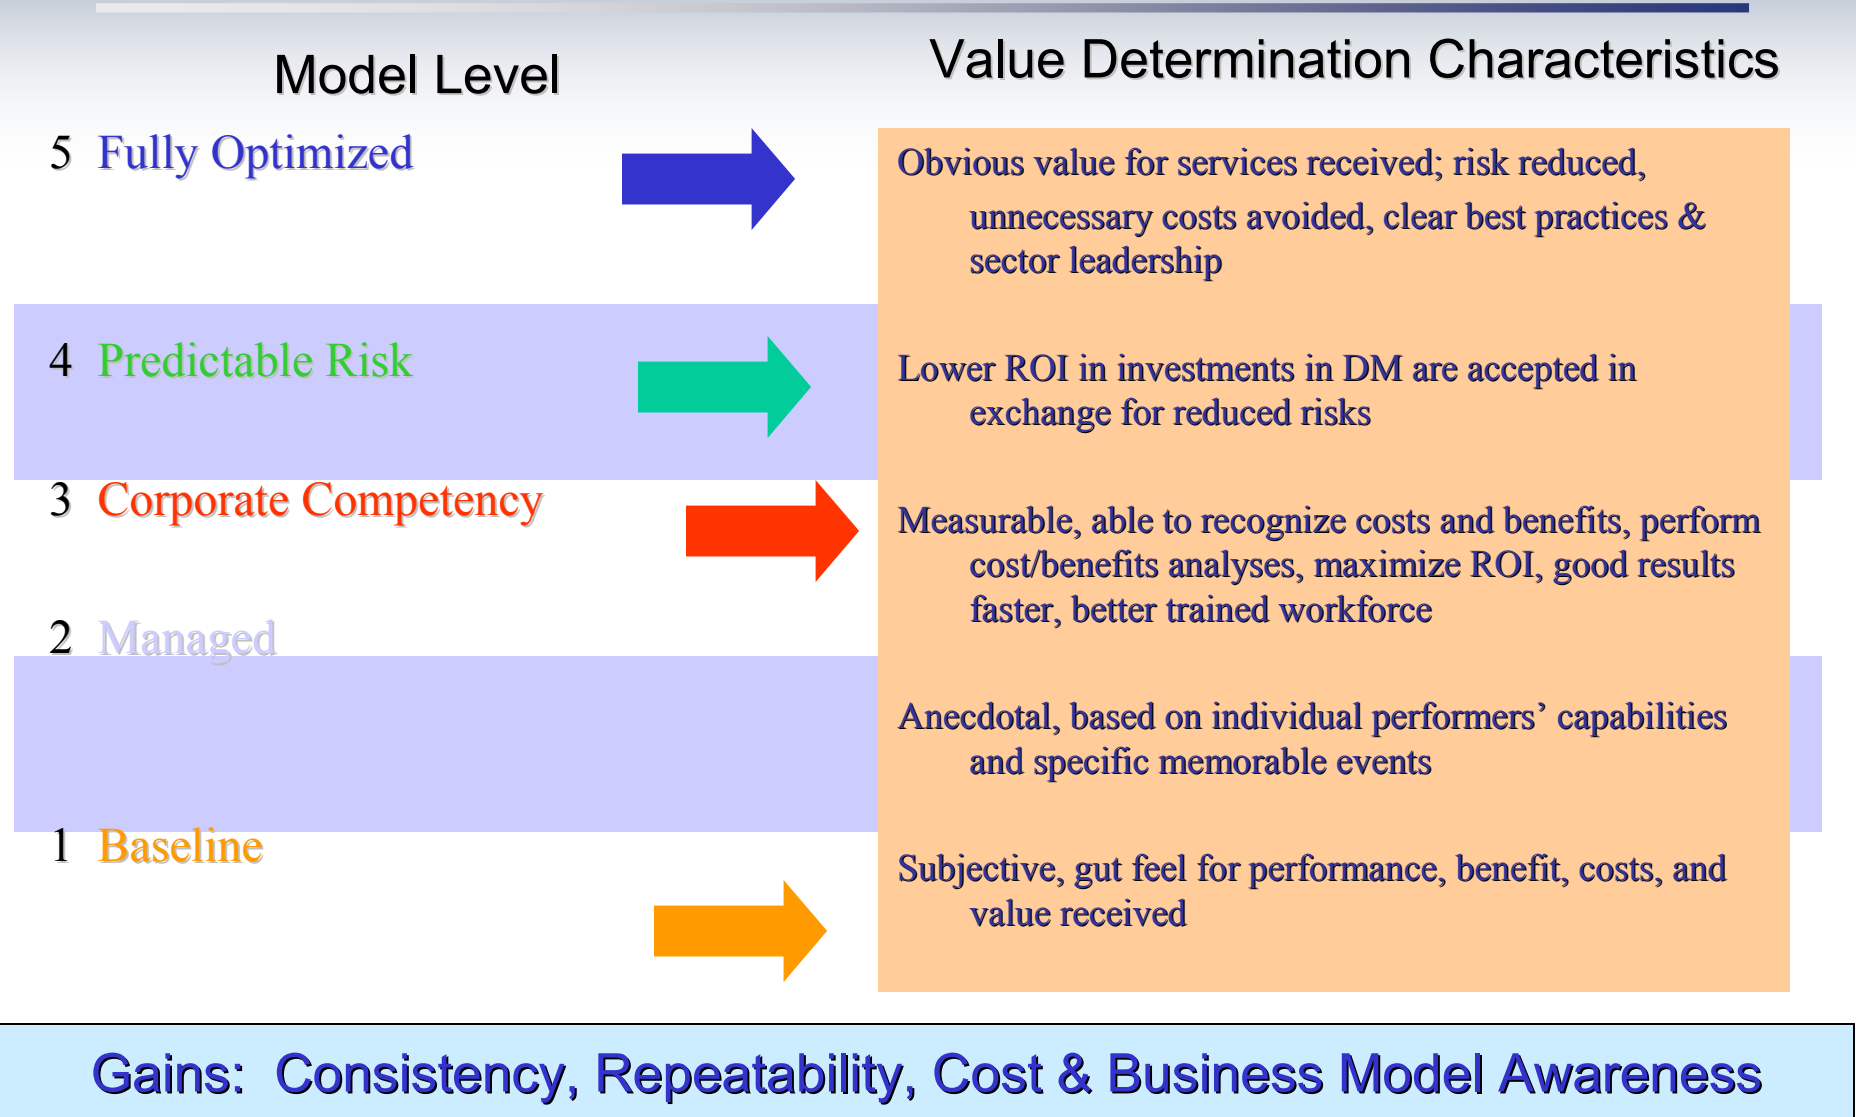 Model Level
Value Determination Characteristics
5 Fully Optimized
Obvious value for services received; risk reduced,
unnecessary costs avoided, clear best practices &
sector leadership
4 Predictable Risk
Lower ROI in investments in DM are accepted in
exchange for reduced risks
3 Corporate Competency
Measurable, able to recognize costs and benefits, perform
cost/benefits analyses, maximize ROI, good results
faster, better trained workforce
2 Managed
Anecdotal, based on individual performers’ capabilities
and specific memorable events
1 Baseline
Subjective, gut feel for performance, benefit, costs, and
value received
Gains: Consistency, Repeatability, Cost & Business Model Awareness